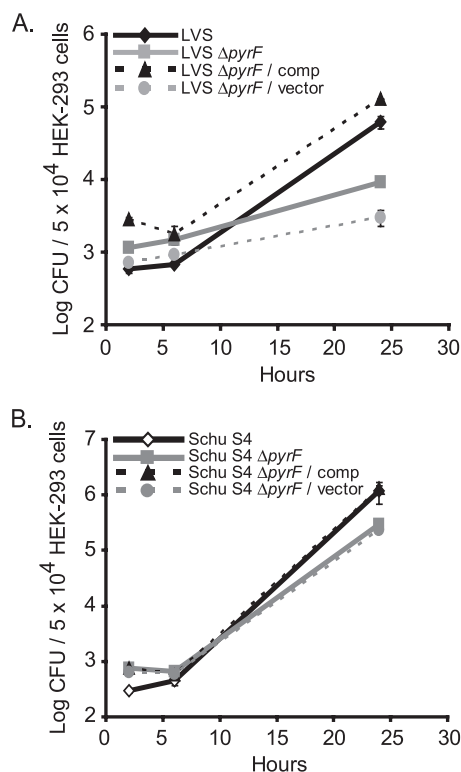 A.
LVS
LVS ΔpyrF
LVS ΔpyrF / comp
LVS ΔpyrF / vector
Log CFU / 5 x 10⁴ HEK-293 cells
6
5
4
3
2
0 5 10 15 20 25 30
Hours
B.
Schu S4
Schu S4 ΔpyrF
Schu S4 ΔpyrF / comp
Schu S4 ΔpyrF / vector
Log CFU / 5 x 10⁴ HEK-293 cells
7
6
5
4
3
2
0 5 10 15 20 25 30
Hours